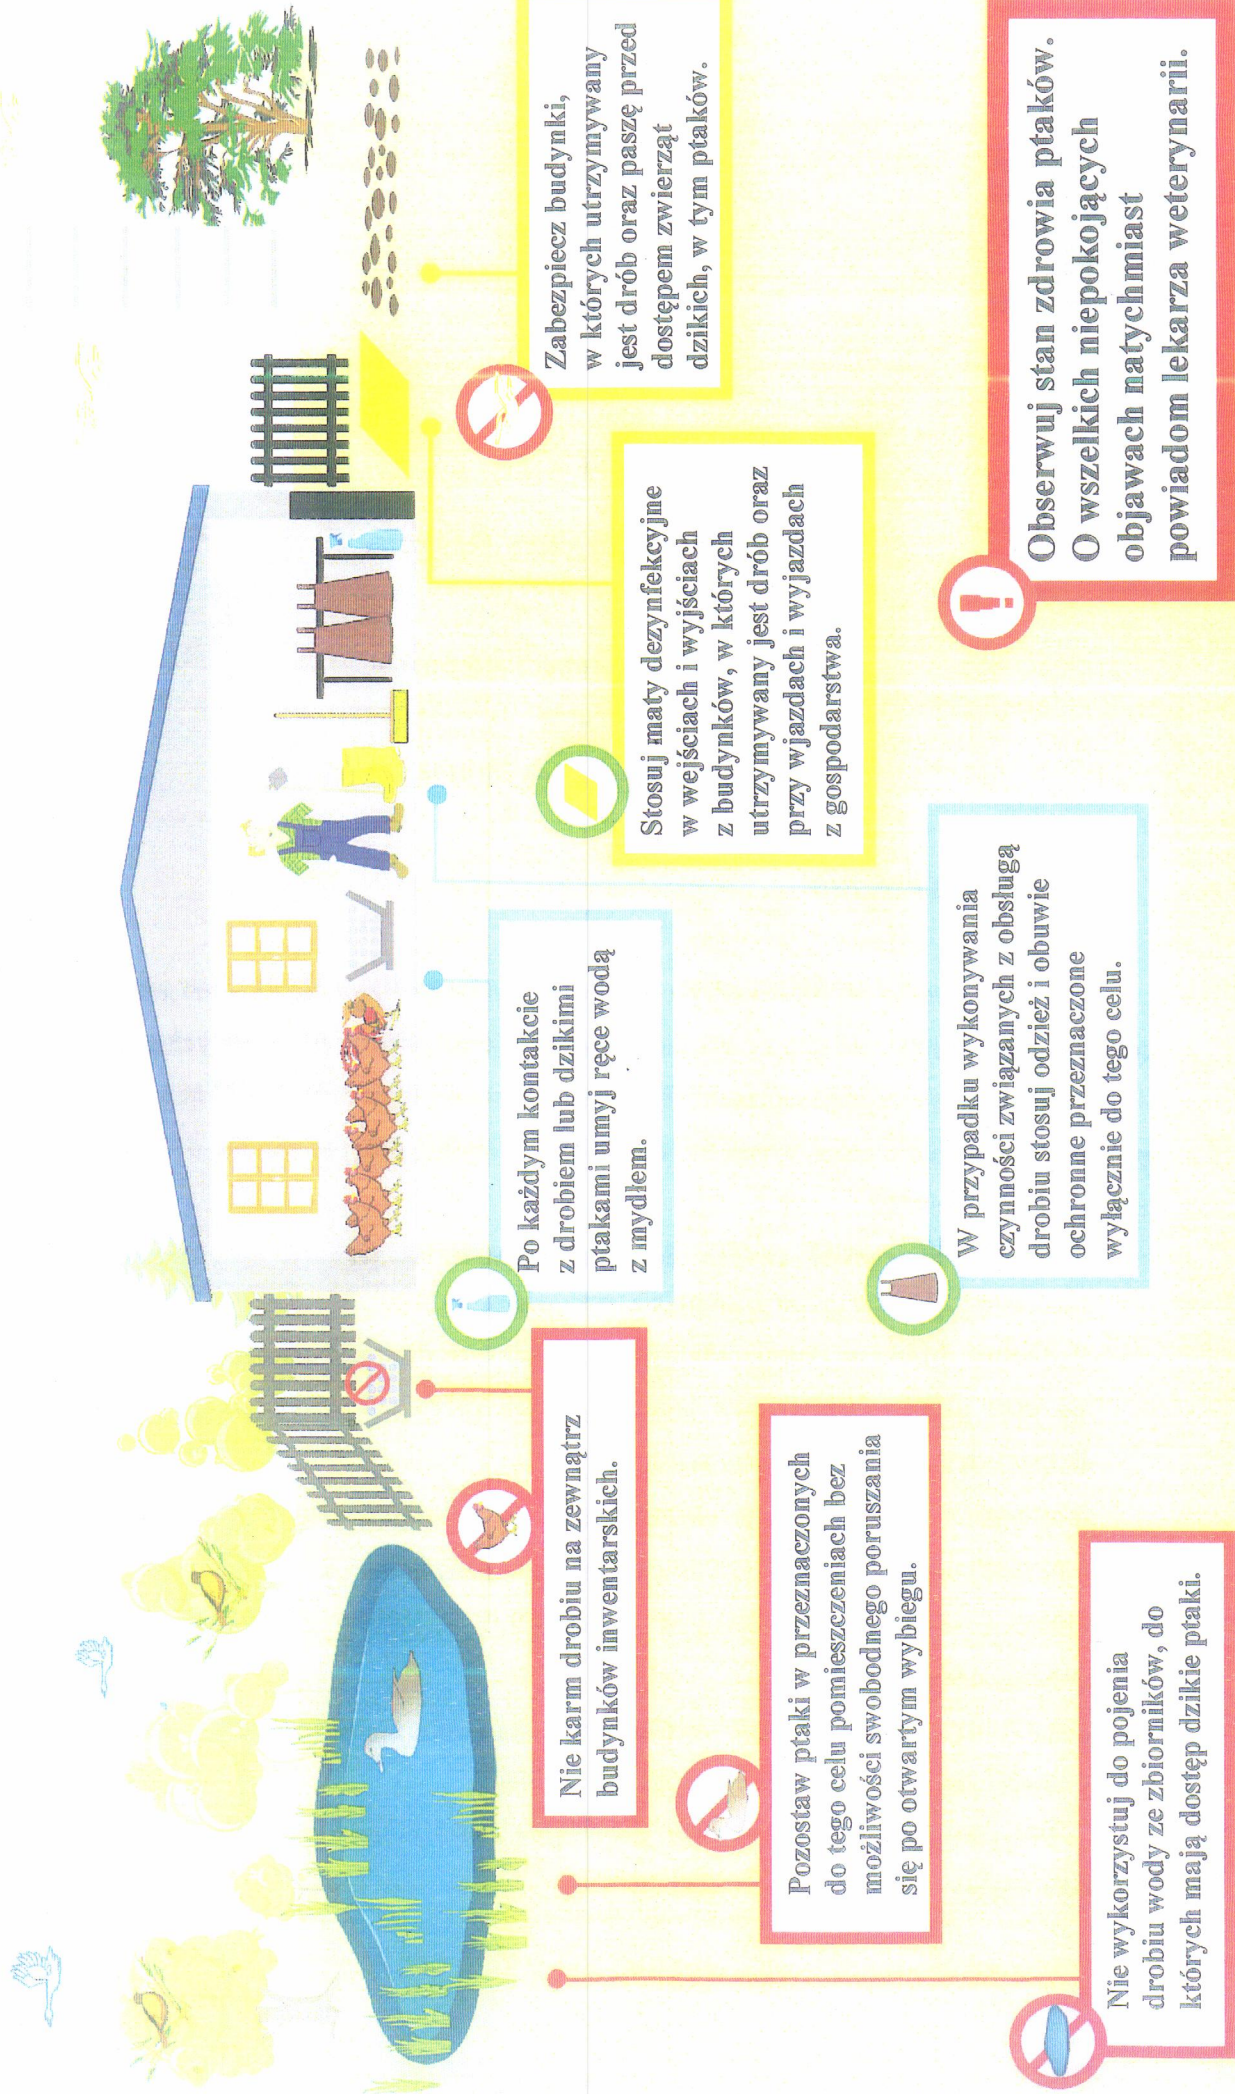 Nie karm drobiu na zewnątrz
budynków inwentarskich.
Po każdym kontakcie
z drobiem lub dzikimi
ptakami umyj ręce wodą
z mydłem.
Stosuj maty dezynfekcyjne
w wejściach i wyjściach
z budynków, w których
utrzymywany jest drób oraz
przy wjazdach i wyjazdach
z gospodarstwa.
Zabezpiecz budynki,
w których utrzymywany
jest drób oraz paszę przed
dostępem zwierząt
dzikich, w tym ptaków.
Pozostaw ptaki w przeznaczonych
do tego celu pomieszczeniach bez
możliwości swobodnego poruszania
się po otwartym wybiegu.
W przypadku wykonywania
czynności związanych z obsługą
drobiu stosuj odzież i obuwie
ochronne przeznaczone
wyłącznie do tego celu.
Nie wykorzystuj do pojenia
drobiu wody ze zbiorników, do
których mają dostęp dzikie ptaki.
Obserwuj stan zdrowia ptaków.
O wszelkich niepokojących
objawach natychmiast
powiadom lekarza weterynarii.